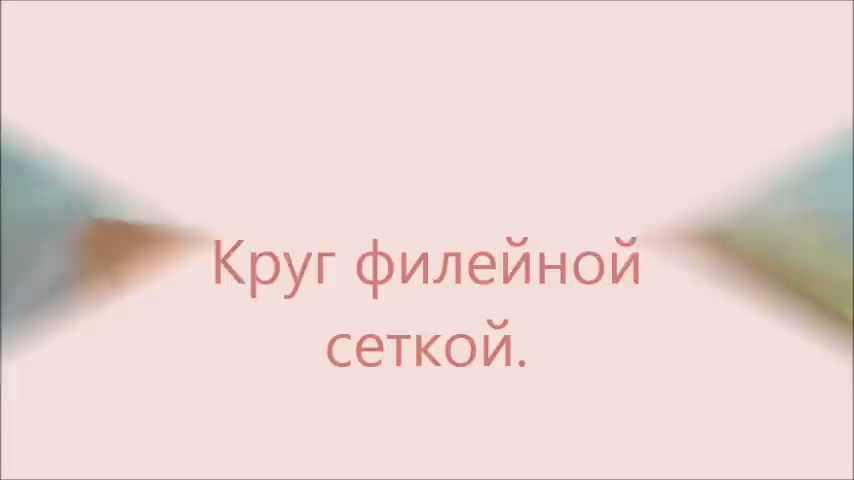 Круг филейной
сеткой.